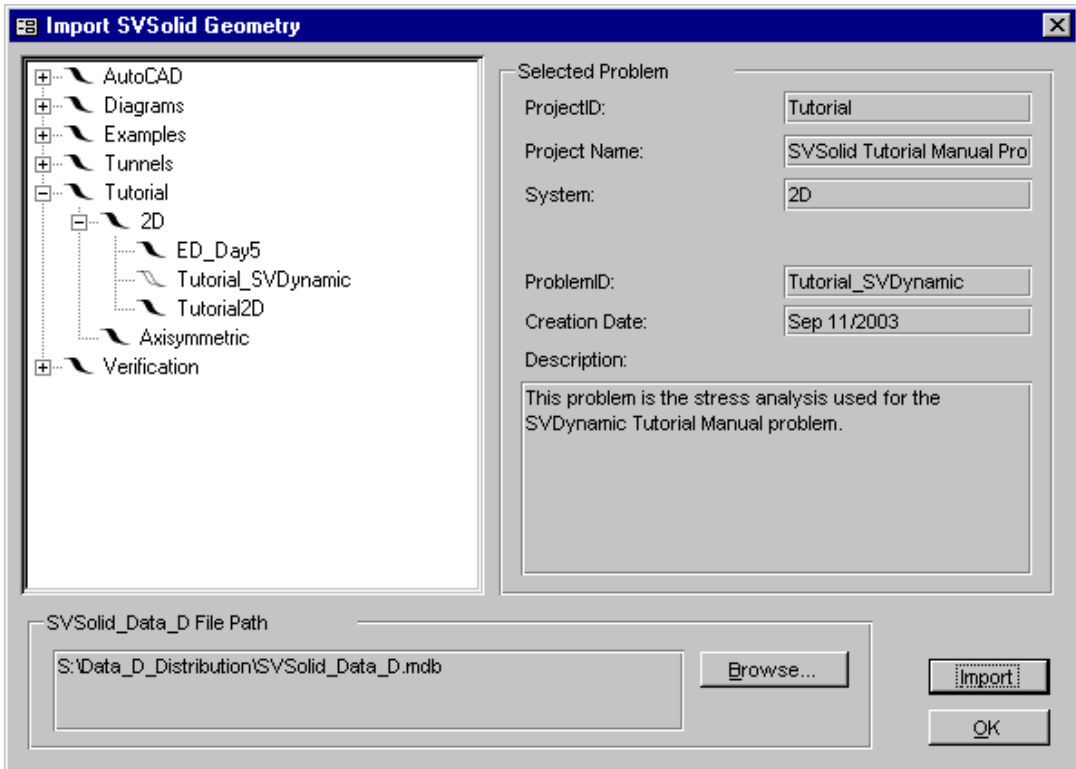 Import SVSolid Geometry
AutoCAD
Diagrams
Examples
Tunnels
Tutorial
2D
ED_Day5
Tutorial_SVDynamic
Tutorial2D
Axisymmetric
Verification
Selected Problem
ProjectID: Tutorial
Project Name: SVSolid Tutorial Manual Pro
System: 2D
ProblemID: Tutorial_SVDynamic
Creation Date: Sep 11/2003
Description:
This problem is the stress analysis used for the
SVDynamic Tutorial Manual problem.
SVSolid_Data_D File Path
S:\Data_D_Distribution\SVSolid_Data_D.mdb
Browse...
Import
OK